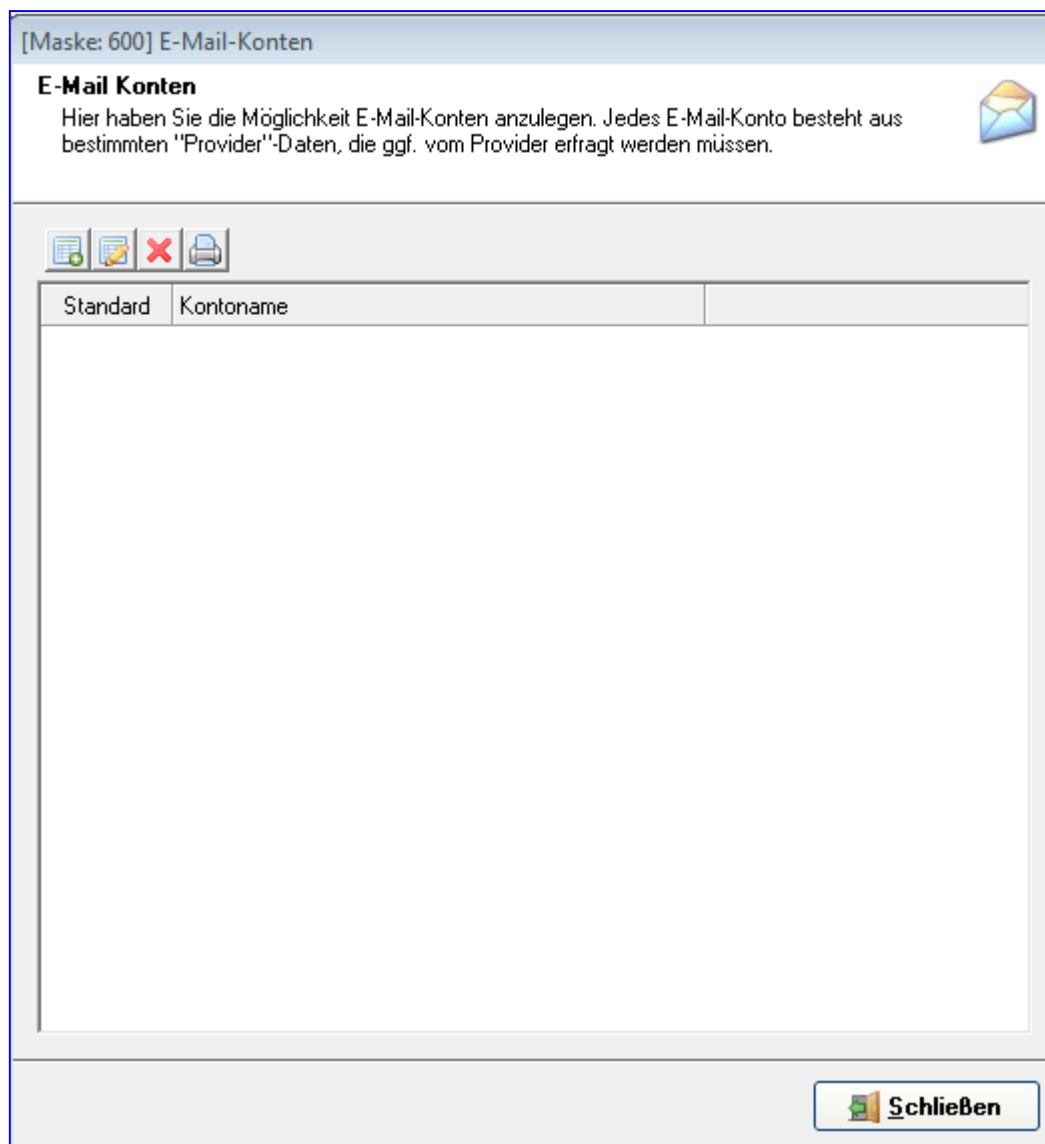 [Maske: 600] E-Mail-Konten
E-Mail Konten
Hier haben Sie die Möglichkeit E-Mail-Konten anzulegen. Jedes E-Mail-Konto besteht aus
bestimmten "Provider"-Daten, die ggf. vom Provider erfragt werden müssen.
Standard Kontoname
Schließen